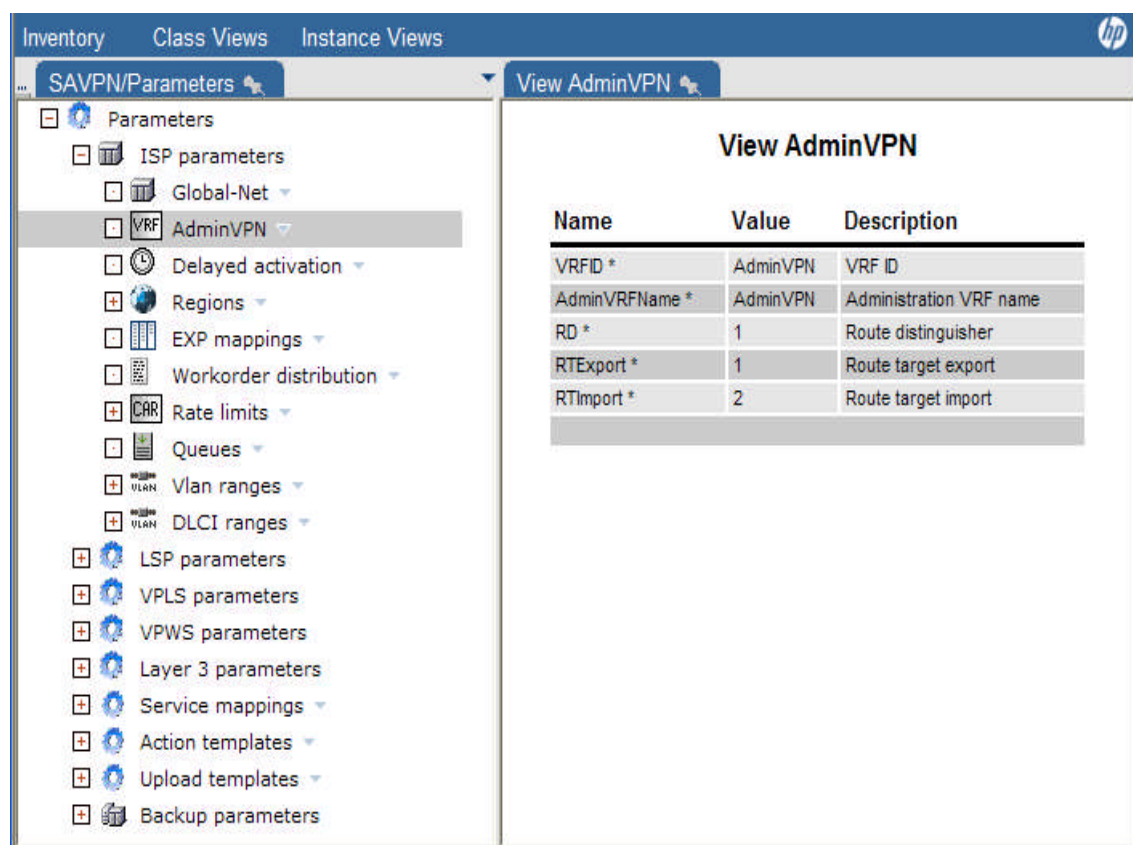 Inventory Class Views Instance Views hp
... SAVPN/Parameters View AdminVPN
Parameters
ISP parameters
Global-Net
VRF AdminVPN
Delayed activation
Regions
EXP mappings
Workorder distribution
CAR Rate limits
Queues
VLAN Vlan ranges
VLAN DLCI ranges
LSP parameters
VPLS parameters
VPWS parameters
Layer 3 parameters
Service mappings
Action templates
Upload templates
Backup parameters
View AdminVPN
Name Value Description
VRFID * AdminVPN VRF ID
AdminVRFName * AdminVPN Administration VRF name
RD * 1 Route distinguisher
RTExport * 1 Route target export
RTImport * 2 Route target import